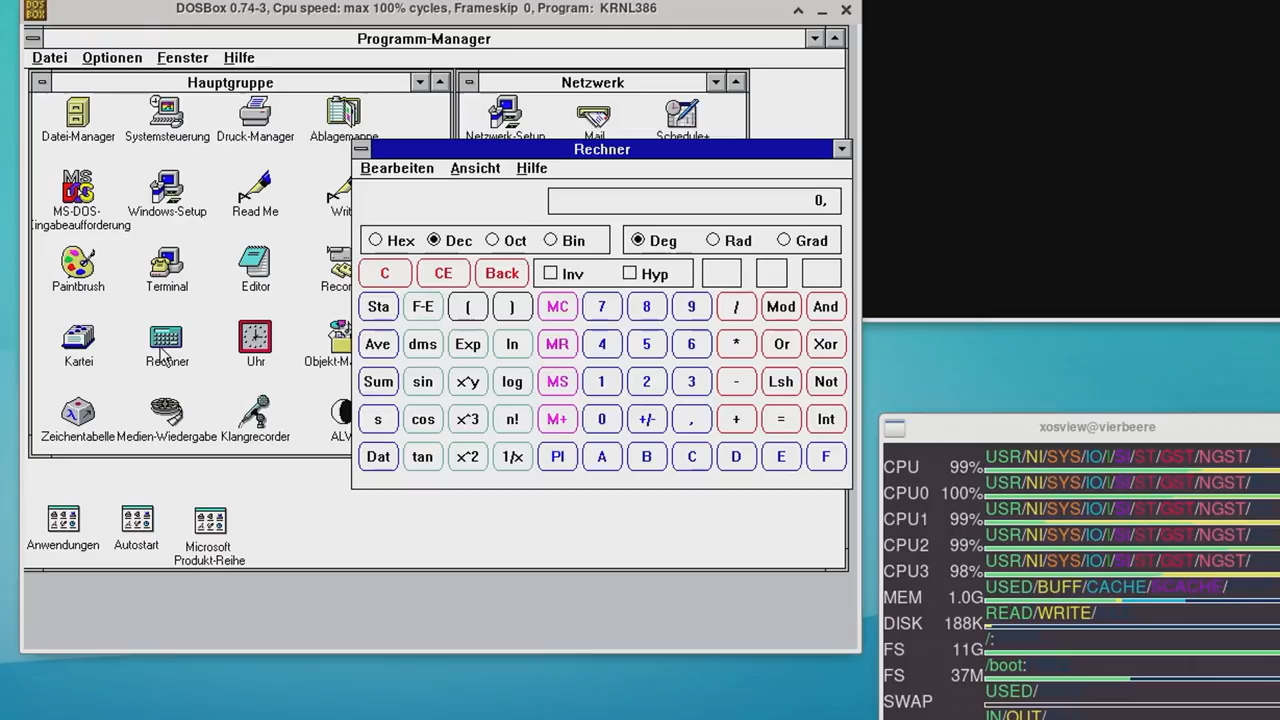 DOS
BOX
DOSBox 0.74-3, Cpu speed: max 100% cycles, Frameskip 0, Program: KRNL386
Programm-Manager
Datei Optionen Fenster Hilfe
Hauptgruppe
Netzwerk
Datei-Manager Systemsteuerung Druck-Manager Ablagemappe
Netzwerk-Setup Mail Schedule+
MS-DOS-
Eingabeaufforderung
Windows-Setup
Read Me
Writ
Paintbrush Terminal Editor Recor
Kartei Rechner Uhr Objekt-Ma
Zeichentabelle Medien-Wiedergabe Klangrecorder
Rechner
Bearbeiten Ansicht Hilfe
0,
Hex Dec Oct Bin Deg Rad Grad
C CE Back Inv Hyp
Sta F-E ( ) MC 7 8 9 / Mod And
Ave dms Exp ln MR 4 5 6 * Or Xor
Sum sin x^y log MS 1 2 3 - Lsh Not
s cos x^3 n! M+ 0 +/- , + = Int
Dat tan x^2 1/x PI A B C D E F
Anwendungen
Autostart
Microsoft
Produkt-Reihe
xosview@vierbeere
CPU 99% USR/NI/SYS/IO/I/SI/ST/GST/NGST/
CPU0 100% USR/NI/SYS/IO/I/SI/ST/GST/NGST/
CPU1 99% USR/NI/SYS/IO/I/SI/ST/GST/NGST/
CPU2 99% USR/NI/SYS/IO/I/SI/ST/GST/NGST/
CPU3 98% USR/NI/SYS/IO/I/SI/ST/GST/NGST/
MEM 1.0G USED/BUFF/CACHE/SCACHE/
DISK 188K READ/WRITE/
FS 11G /:
FS 37M /boot:
SWAP USED/
IN/OUT/